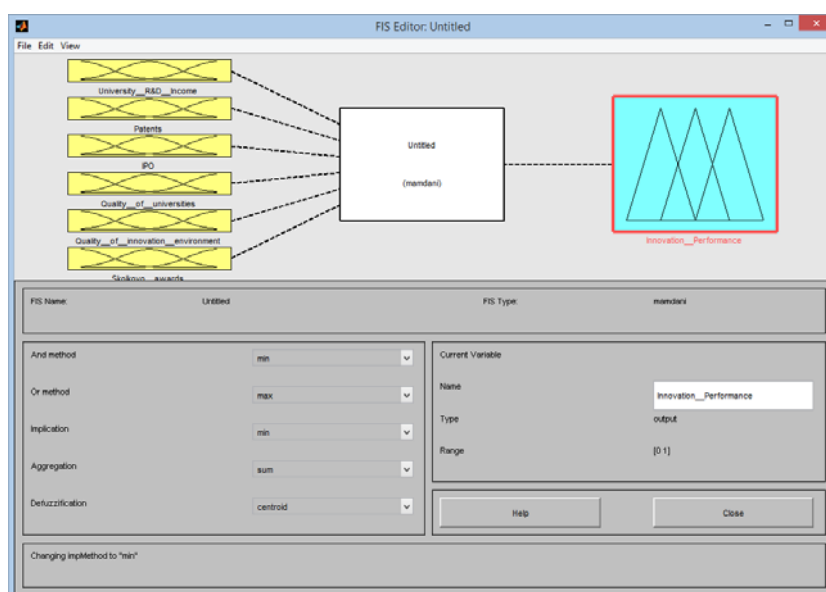 FIS Editor: Untitled
File Edit View
University__R&D__Income
Patents
IPO
Quality__of__universities
Quality__of__innovation__environment
Skolkovo__awards
Untitled
(mamdani)
Innovation__Performance
FIS Name: Untitled FIS Type: mamdani
And method min
Or method max
Implication min
Aggregation sum
Defuzzification centroid
Current Variable
Name Innovation__Performance
Type output
Range [0 1]
Help Close
Changing impMethod to "min"